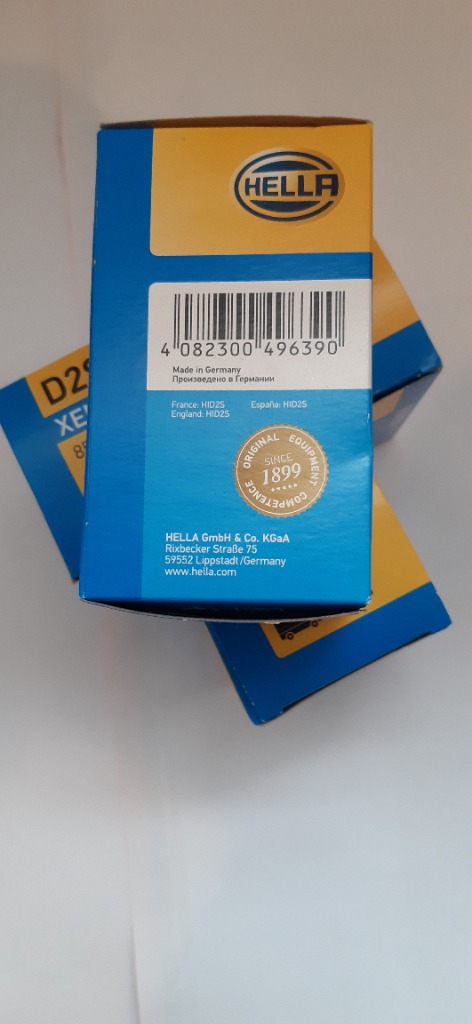 HELLA
4 082300 496390
Made in Germany
Произведено в Германии
France: HID2S España: HID2S
England: HID2S
ORIGINAL EQUIPMENT COMPETENCE
SINCE
1899
HELLA GmbH & Co. KGaA
Rixbecker Straße 75
59552 Lippstadt/Germany
www.hella.com